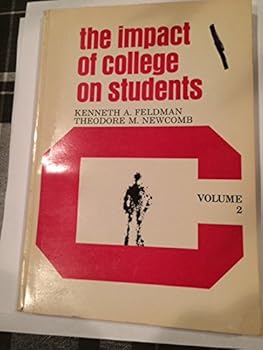 the impact
of college
on students
KENNETH A. FELDMAN
THEODORE M. NEWCOMB
VOLUME
2